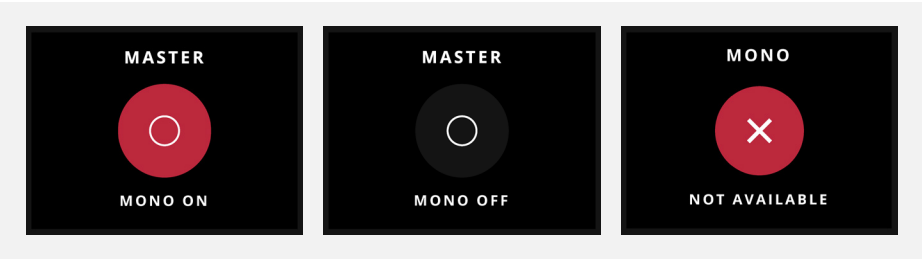 MASTER
MONO ON
MASTER
MONO OFF
MONO
NOT AVAILABLE